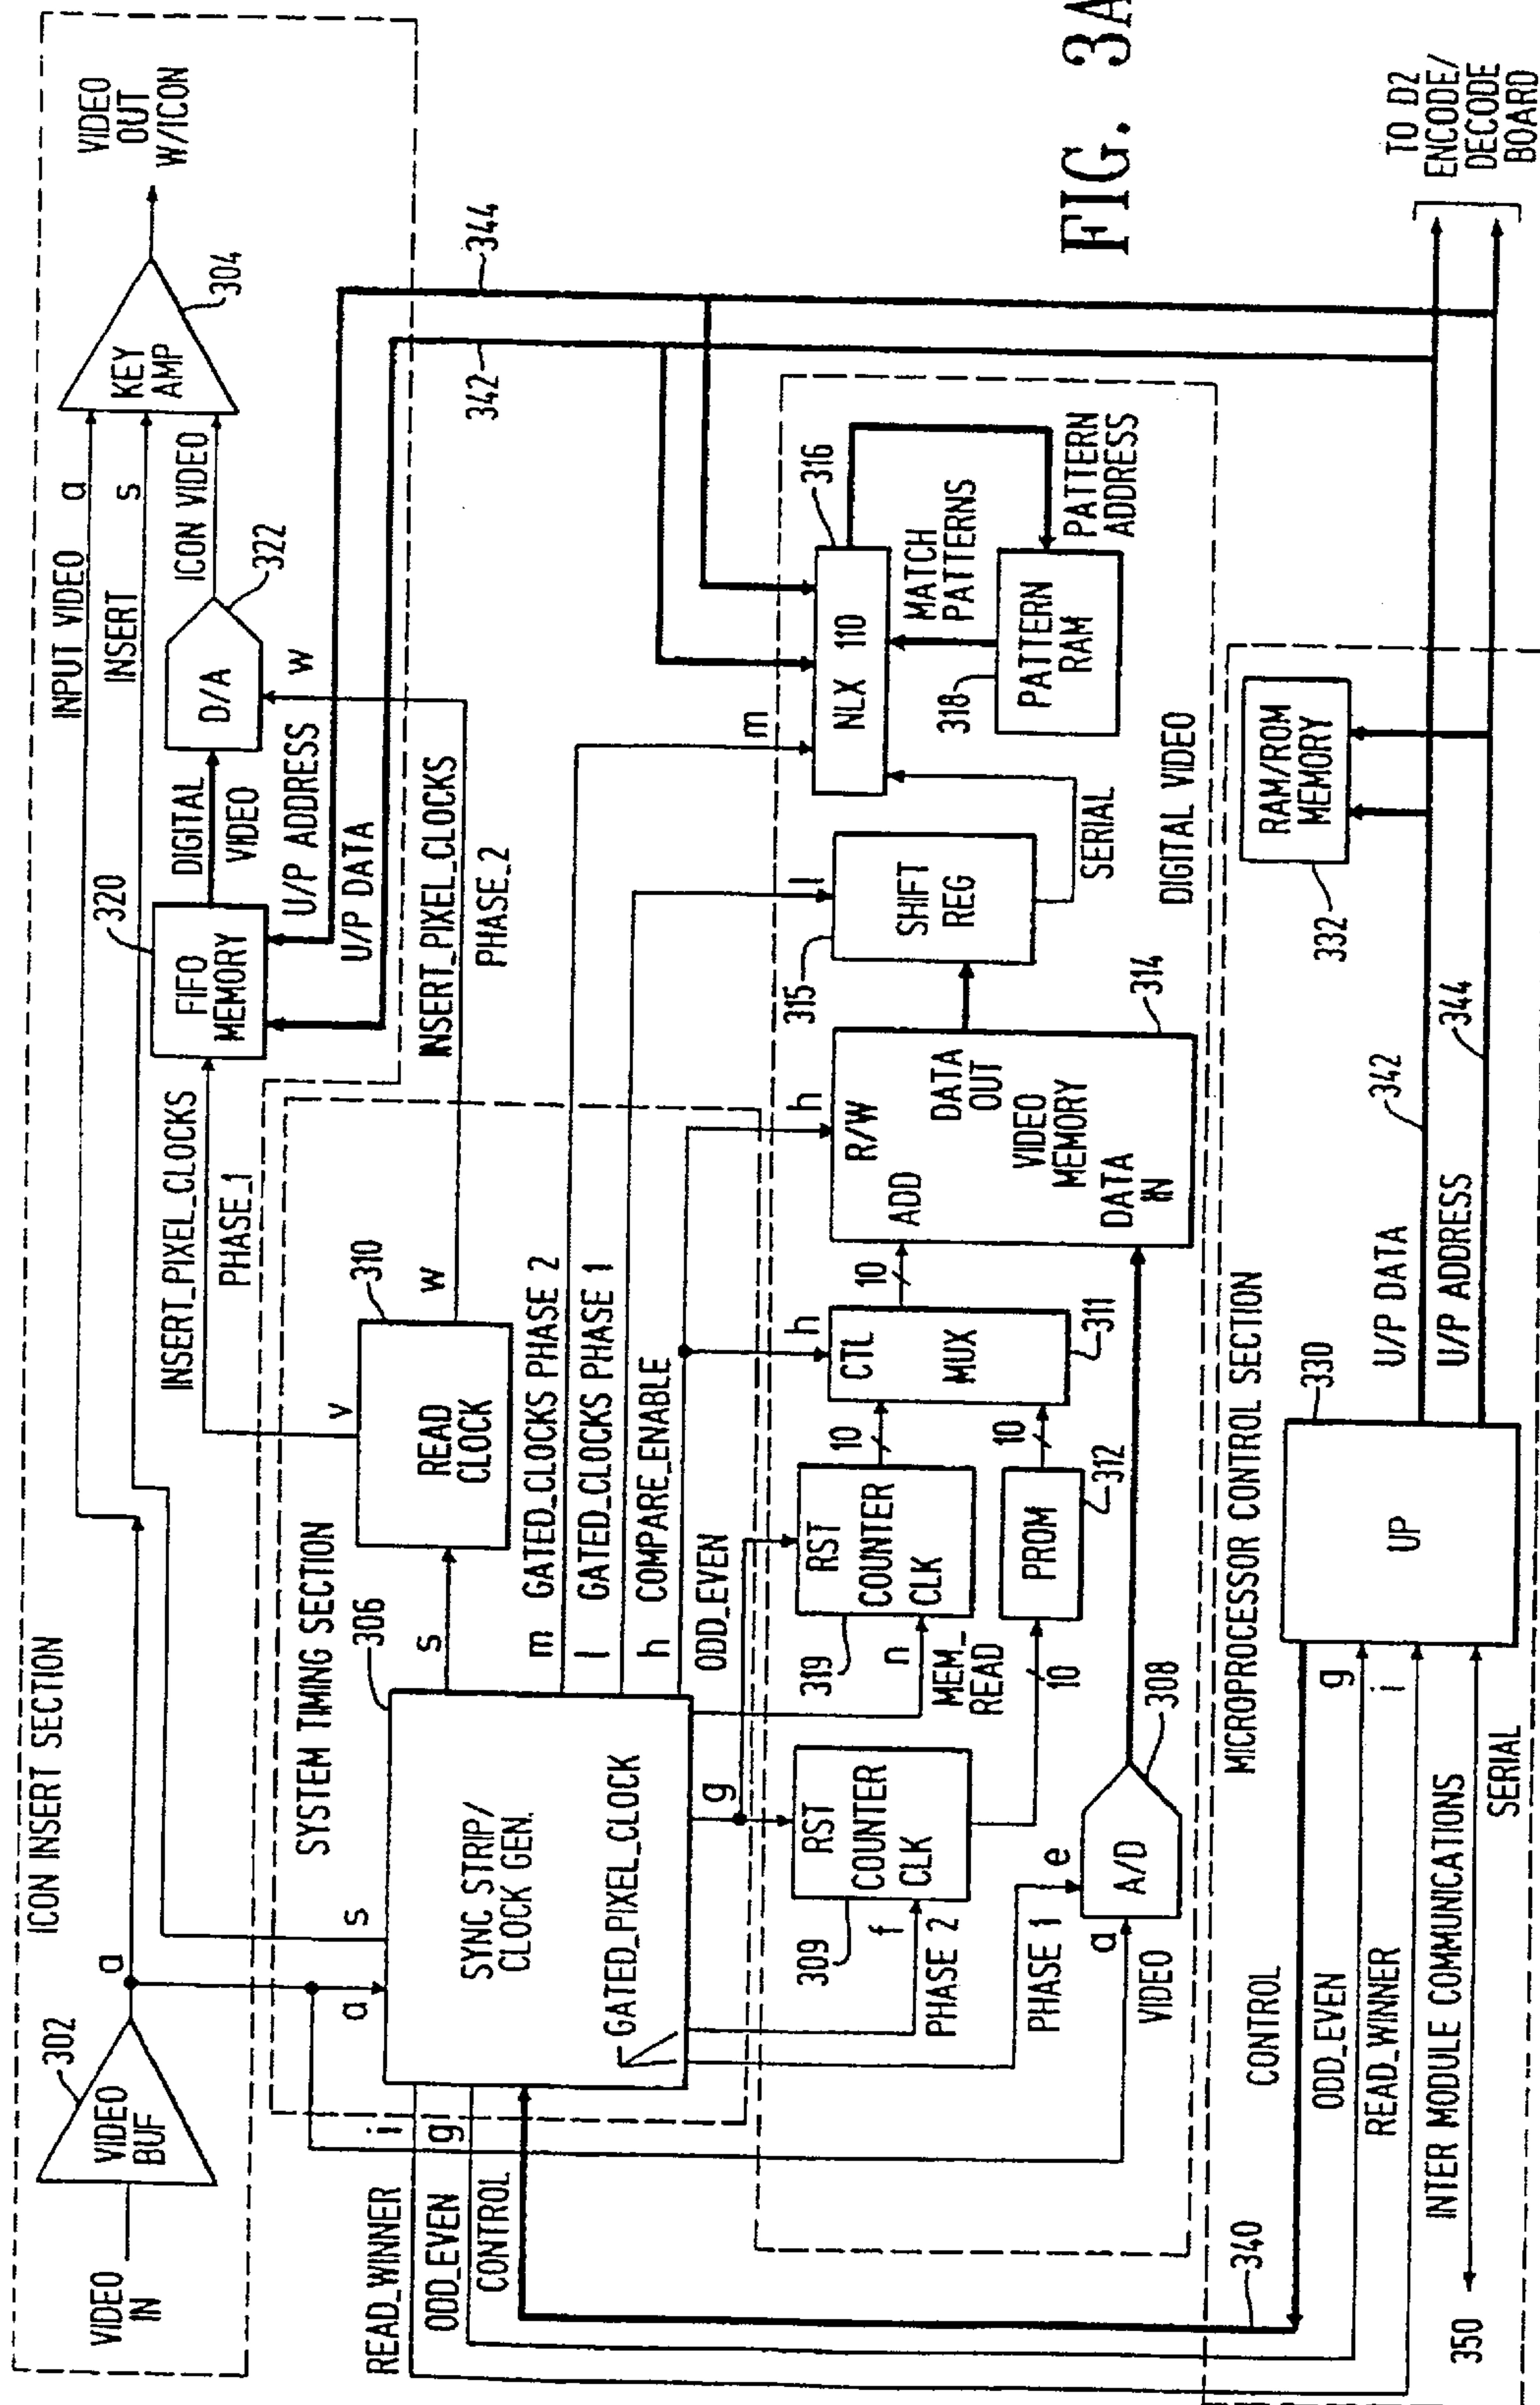 ICON INSERT SECTION
VIDEO
IN
VIDEO
BUF
302
a
INPUT VIDEO
a
INSERT
s
ICON VIDEO
KEY
AMP
304
VIDEO
OUT
W/ICON
INSERT_PIXEL_CLOCKS
PHASE_1
320
FIFO
MEMORY
DIGITAL
VIDEO
D/A
322
w
U/P ADDRESS
U/P DATA
INSERT_PIXEL_CLOCKS
PHASE_2
SYSTEM TIMING SECTION
a
s
306
SYNC STRIP/
CLOCK GEN.
GATED_PIXEL_CLOCK
s
v
READ
CLOCK
310
w
m GATED_CLOCKS PHASE 2
l GATED_CLOCKS PHASE 1
h COMPARE_ENABLE
ODD_EVEN
READ_WINNER
i
ODD_EVEN
g
CONTROL
g
309
RST
COUNTER
CLK
f
PHASE 2
PHASE 1
e
a
VIDEO
A/D
308
319
RST
COUNTER
CLK
n
MEM_
READ
10
PROM
312
10
10
h
CTL
MUX
311
10
h
R/W
ADD
DATA
OUT
VIDEO
MEMORY
DATA
IN
314
315
l
SHIFT
REG
SERIAL
m
NLX 110
316
MATCH
PATTERNS
318
PATTERN
RAM
PATTERN
ADDRESS
342
344
DIGITAL VIDEO
FIG. 3A
MICROPROCESSOR CONTROL SECTION
340
CONTROL
ODD_EVEN
g
READ_WINNER
i
INTER MODULE COMMUNICATIONS
SERIAL
350
UP
330
U/P DATA
342
U/P ADDRESS
344
332
RAM/ROM
MEMORY
TO D2
ENCODE/
DECODE
BOARD